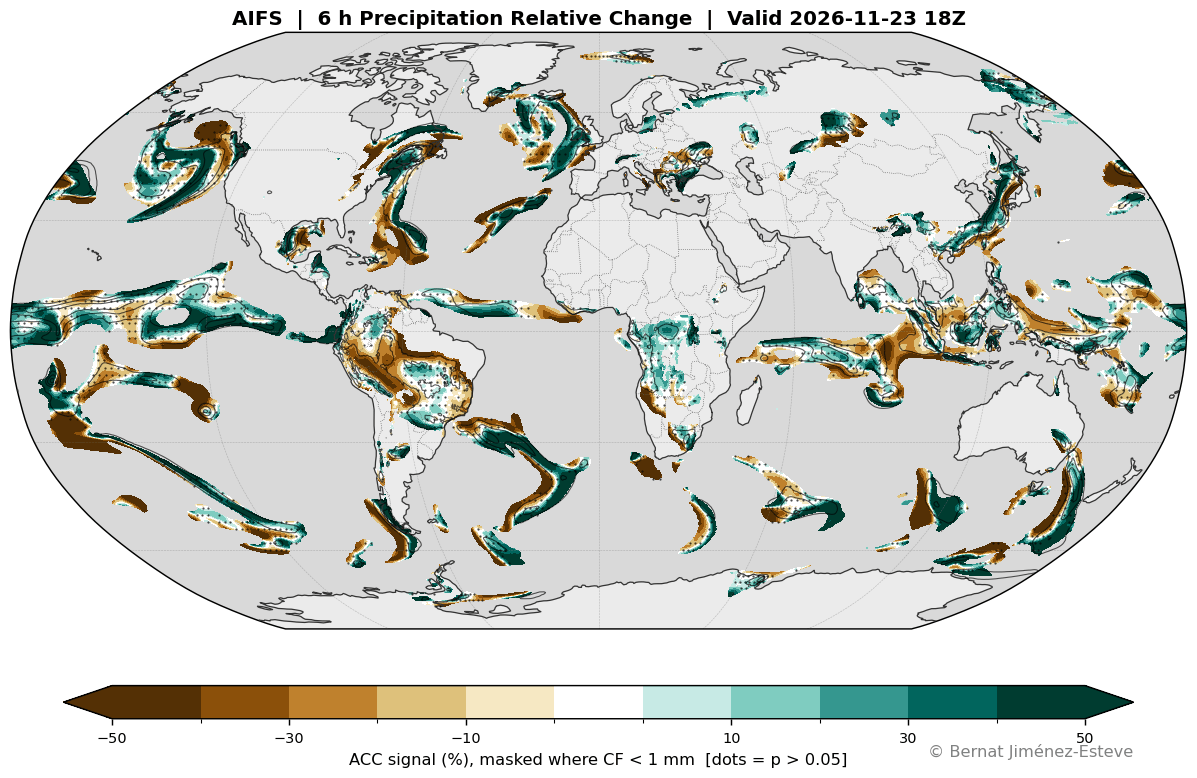 AIFS | 6 h Precipitation Relative Change | Valid 2026-11-23 18Z
−50 −30 −10 10 30 50
ACC signal (%), masked where CF < 1 mm [dots = p > 0.05]
© Bernat Jiménez-Esteve